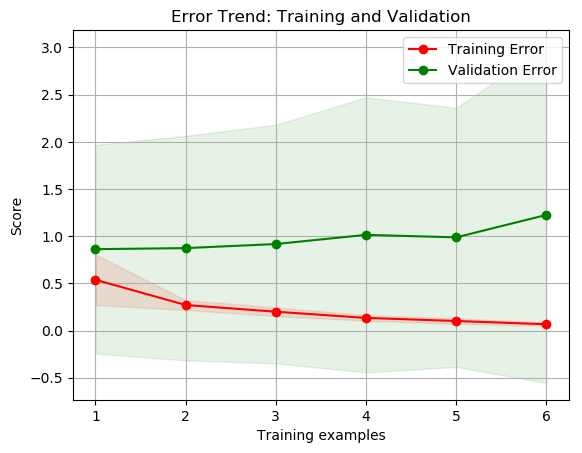 Error Trend: Training and Validation
Training Error
Validation Error
3.0
2.5
2.0
1.5
1.0
0.5
0.0
−0.5
Score
1 2 3 4 5 6
Training examples